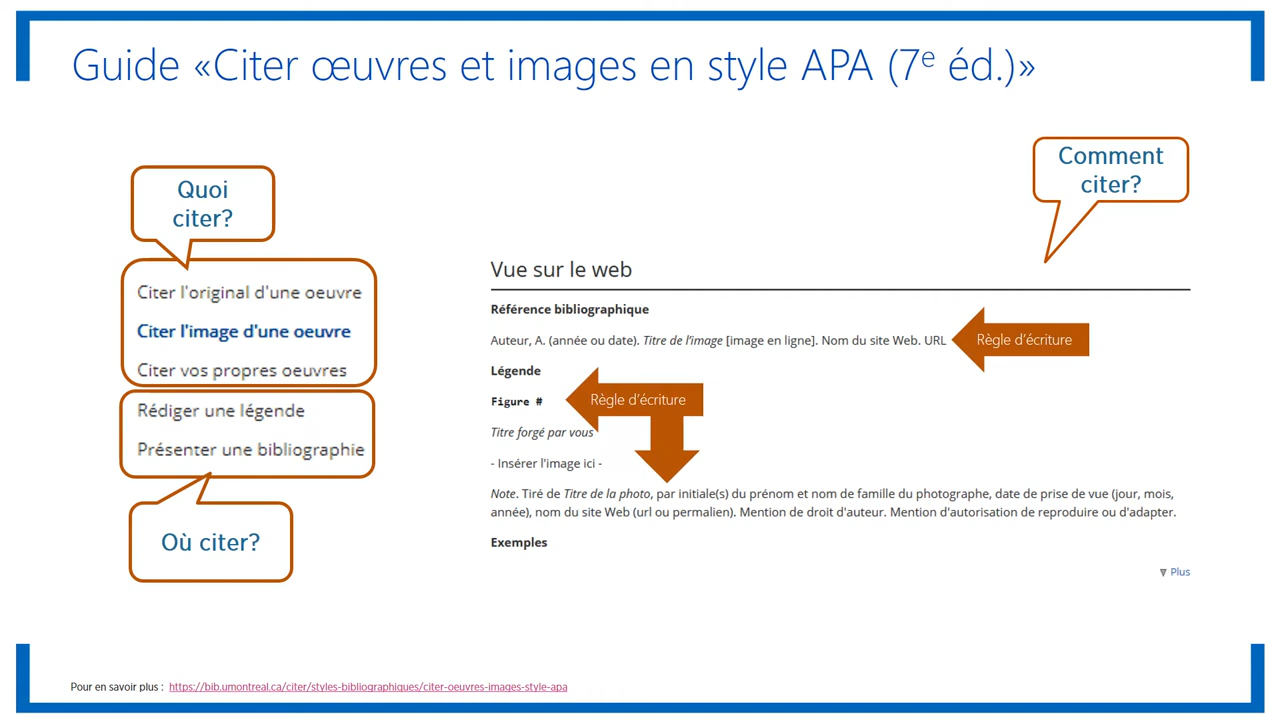 Guide «Citer œuvres et images en style APA (7e éd.)»
Quoi
citer?
Citer l'original d'une oeuvre
Citer l'image d'une oeuvre
Citer vos propres oeuvres
Rédiger une légende
Présenter une bibliographie
Où citer?
Comment
citer?
Vue sur le web
Référence bibliographique
Auteur, A. (année ou date). Titre de l'image [image en ligne]. Nom du site Web. URL
Règle d'écriture
Légende
Figure #
Règle d'écriture
Titre forgé par vous
- Insérer l'image ici -
Note. Tiré de Titre de la photo, par initiale(s) du prénom et nom de famille du photographe, date de prise de vue (jour, mois,
année), nom du site Web (url ou permalien). Mention de droit d'auteur. Mention d'autorisation de reproduire ou d'adapter.
Exemples
▼ Plus
Pour en savoir plus : https://bib.umontreal.ca/citer/styles-bibliographiques/citer-oeuvres-images-style-apa